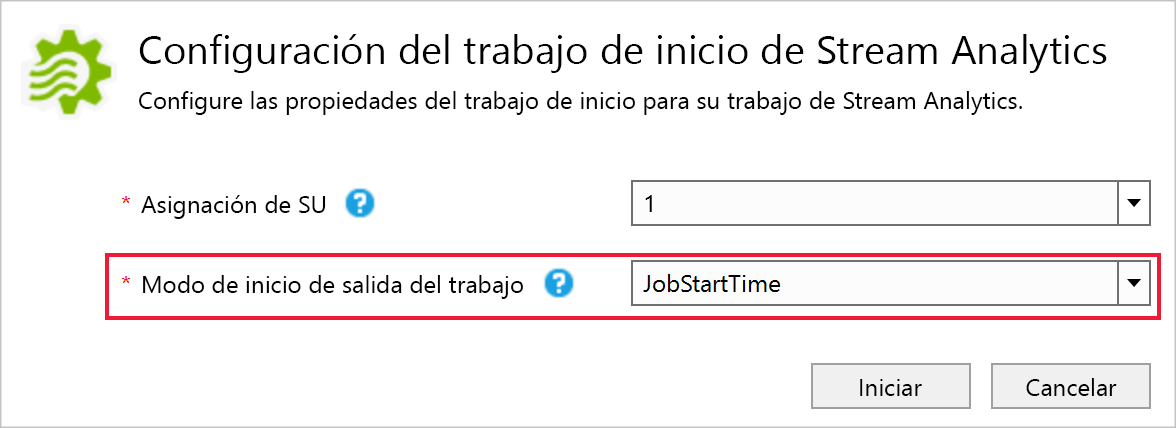 Configuración del trabajo de inicio de Stream Analytics
Configure las propiedades del trabajo de inicio para su trabajo de Stream Analytics.
* Asignación de SU ? 1
* Modo de inicio de salida del trabajo ? JobStartTime
Iniciar Cancelar